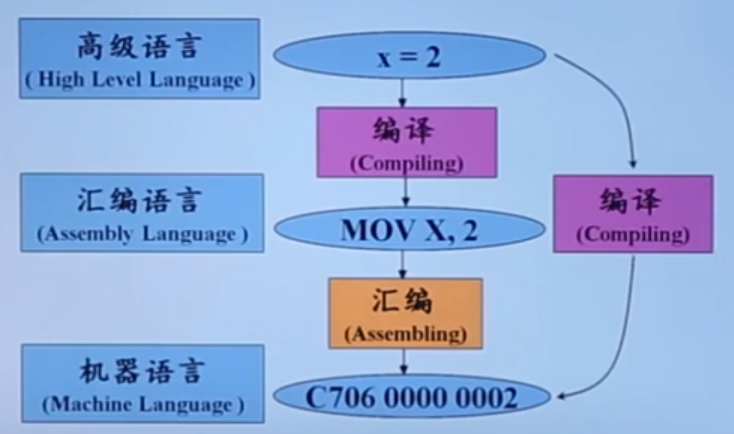 高级语言
( High Level Language )
x = 2
编译
(Compiling)
汇编语言
(Assembly Language )
MOV X, 2
编译
(Compiling)
汇编
(Assembling)
机器语言
(Machine Language )
C706 0000 0002